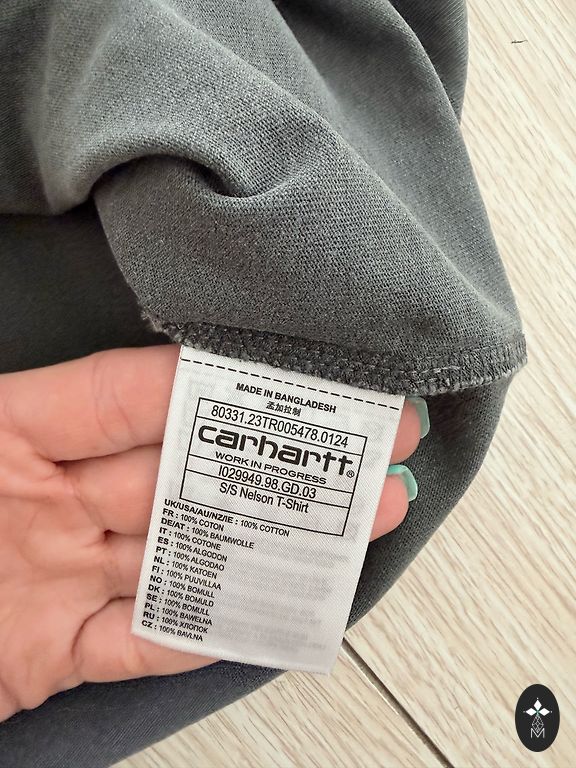 MADE IN BANGLADESH
孟加拉制
80331.23TR005478.0124
carhartt®
WORK IN PROGRESS
I029949.98.GD.03
S/S Nelson T-Shirt
UK/USA/AU/NZ/IE : 100% COTTON
FR : 100% COTON
DE/AT : 100% BAUMWOLLE
IT : 100% COTONE
ES : 100% ALGODON
PT : 100% ALGODAO
NL : 100% KATOEN
FI : 100% PUUVILLAA
NO : 100% BOMULL
DK : 100% BOMULD
SE : 100% BOMULL
PL : 100% BAWEŁNA
RU : 100% ХЛОПОК
CZ : 100% BAVLNA
M